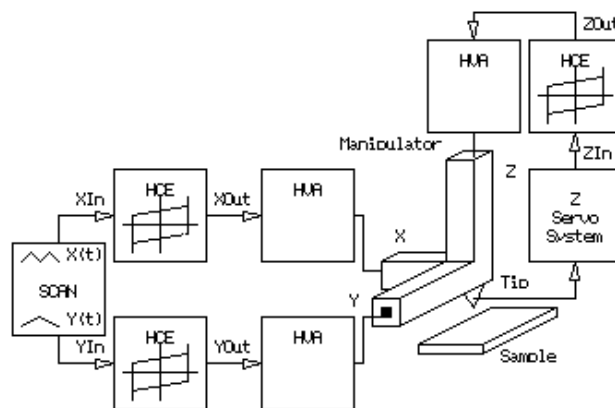 ZOut
HVA
HCE
Manipulator
ZIn
Z
XIn
HCE
XOut
HVA
Z
Servo
System
X
X(t)
SCAN
Y(t)
Y
Tip
YIn
HCE
YOut
HVA
Sample